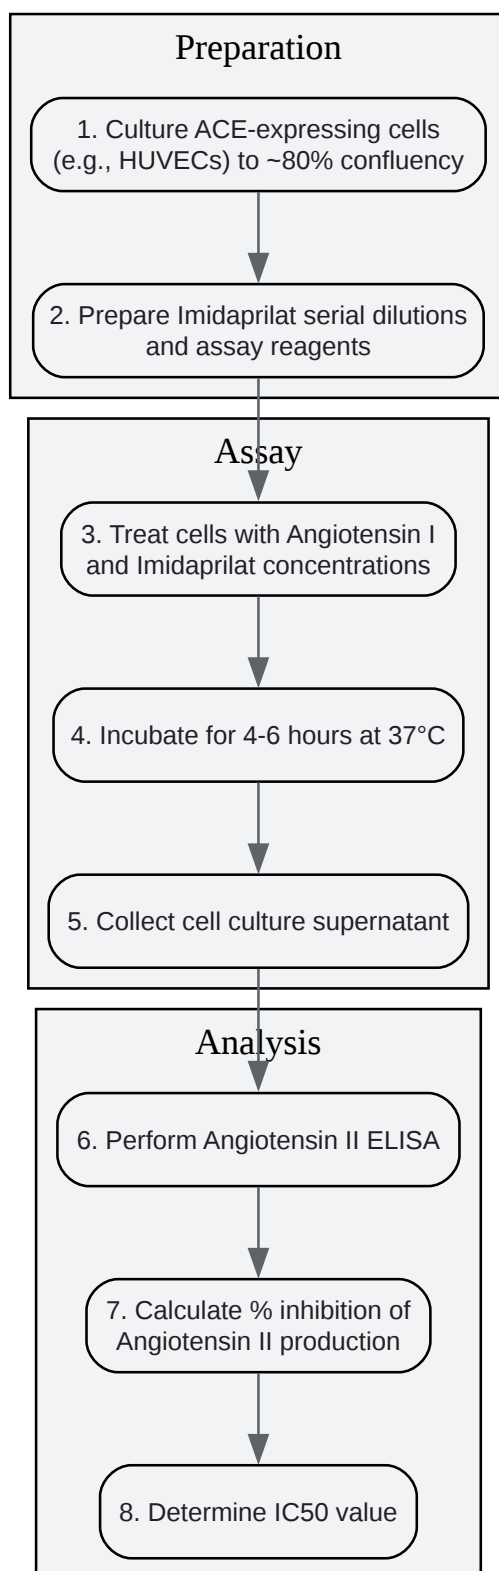 Preparation
1. Culture ACE-expressing cells
(e.g., HUVECs) to ~80% confluency
2. Prepare Imidaprilat serial dilutions
and assay reagents
Assay
3. Treat cells with Angiotensin I
and Imidaprilat concentrations
4. Incubate for 4-6 hours at 37°C
5. Collect cell culture supernatant
Analysis
6. Perform Angiotensin II ELISA
7. Calculate % inhibition of
Angiotensin II production
8. Determine IC50 value